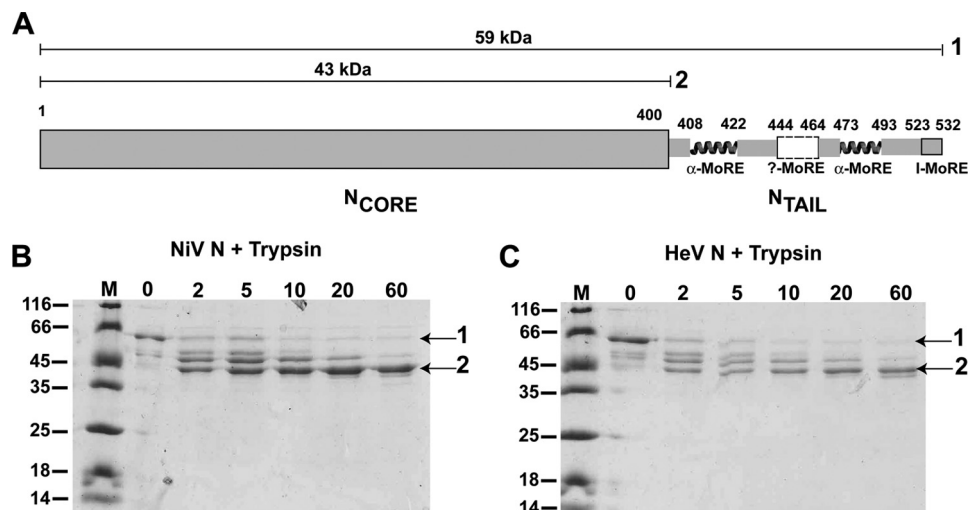 A
59 kDa 1
43 kDa 2
1 400 408 422 444 464 473 493 523 532
α-MoRE ?-MoRE α-MoRE I-MoRE
NCORE NTAIL
B NiV N + Trypsin
M 0 2 5 10 20 60
116
66
1
45
2
35
25
18
14
C HeV N + Trypsin
M 0 2 5 10 20 60
116
66
1
45
2
35
25
18
14